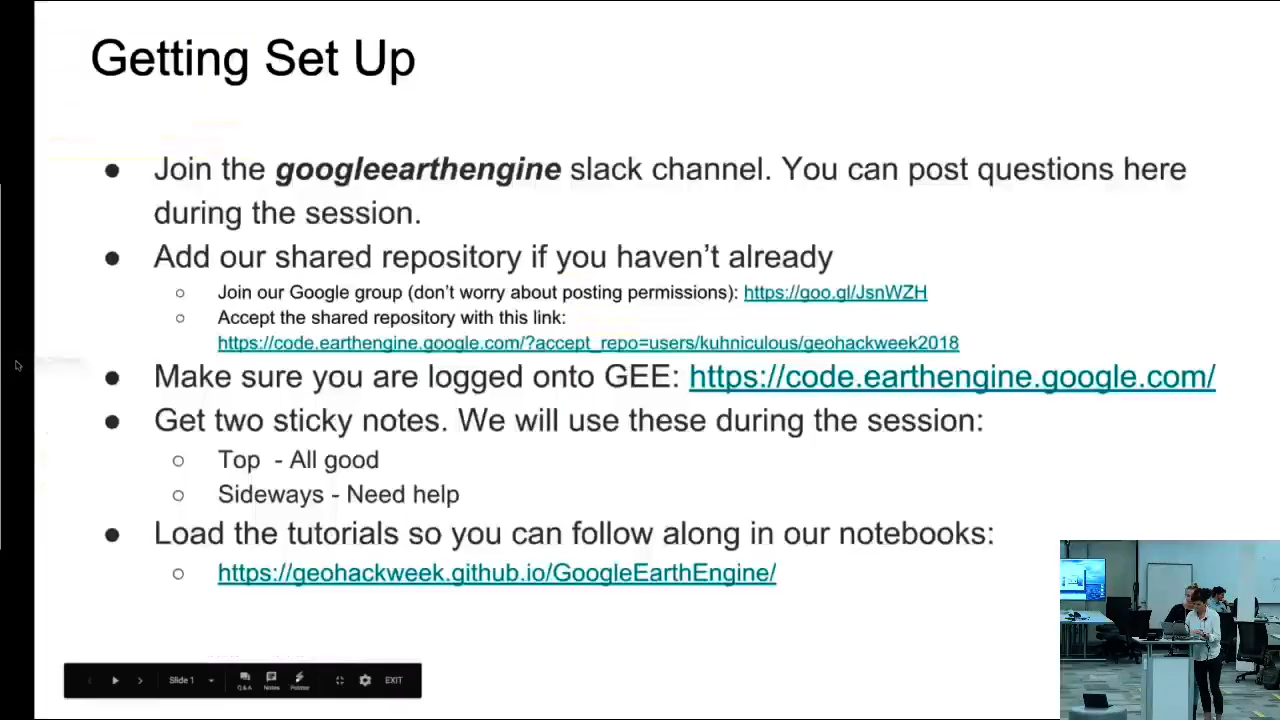 Getting Set Up
● Join the googleearthengine slack channel. You can post questions here
during the session.
● Add our shared repository if you haven’t already
○ Join our Google group (don’t worry about posting permissions): https://goo.gl/JsnWZH
○ Accept the shared repository with this link:
https://code.earthengine.google.com/?accept_repo=users/kuhniculous/geohackweek2018
● Make sure you are logged onto GEE: https://code.earthengine.google.com/
● Get two sticky notes. We will use these during the session:
○ Top - All good
○ Sideways - Need help
● Load the tutorials so you can follow along in our notebooks:
○ https://geohackweek.github.io/GoogleEarthEngine/
Slide 1 Q&A Notes Pointer EXIT